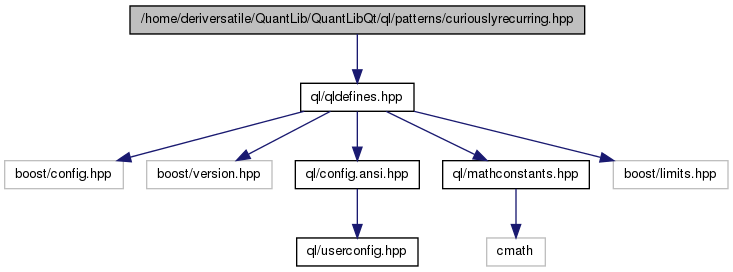 /home/deriversatile/QuantLib/QuantLibQt/ql/patterns/curiouslyrecurring.hpp
ql/qldefines.hpp
boost/config.hpp
boost/version.hpp
ql/config.ansi.hpp
ql/mathconstants.hpp
boost/limits.hpp
ql/userconfig.hpp
cmath